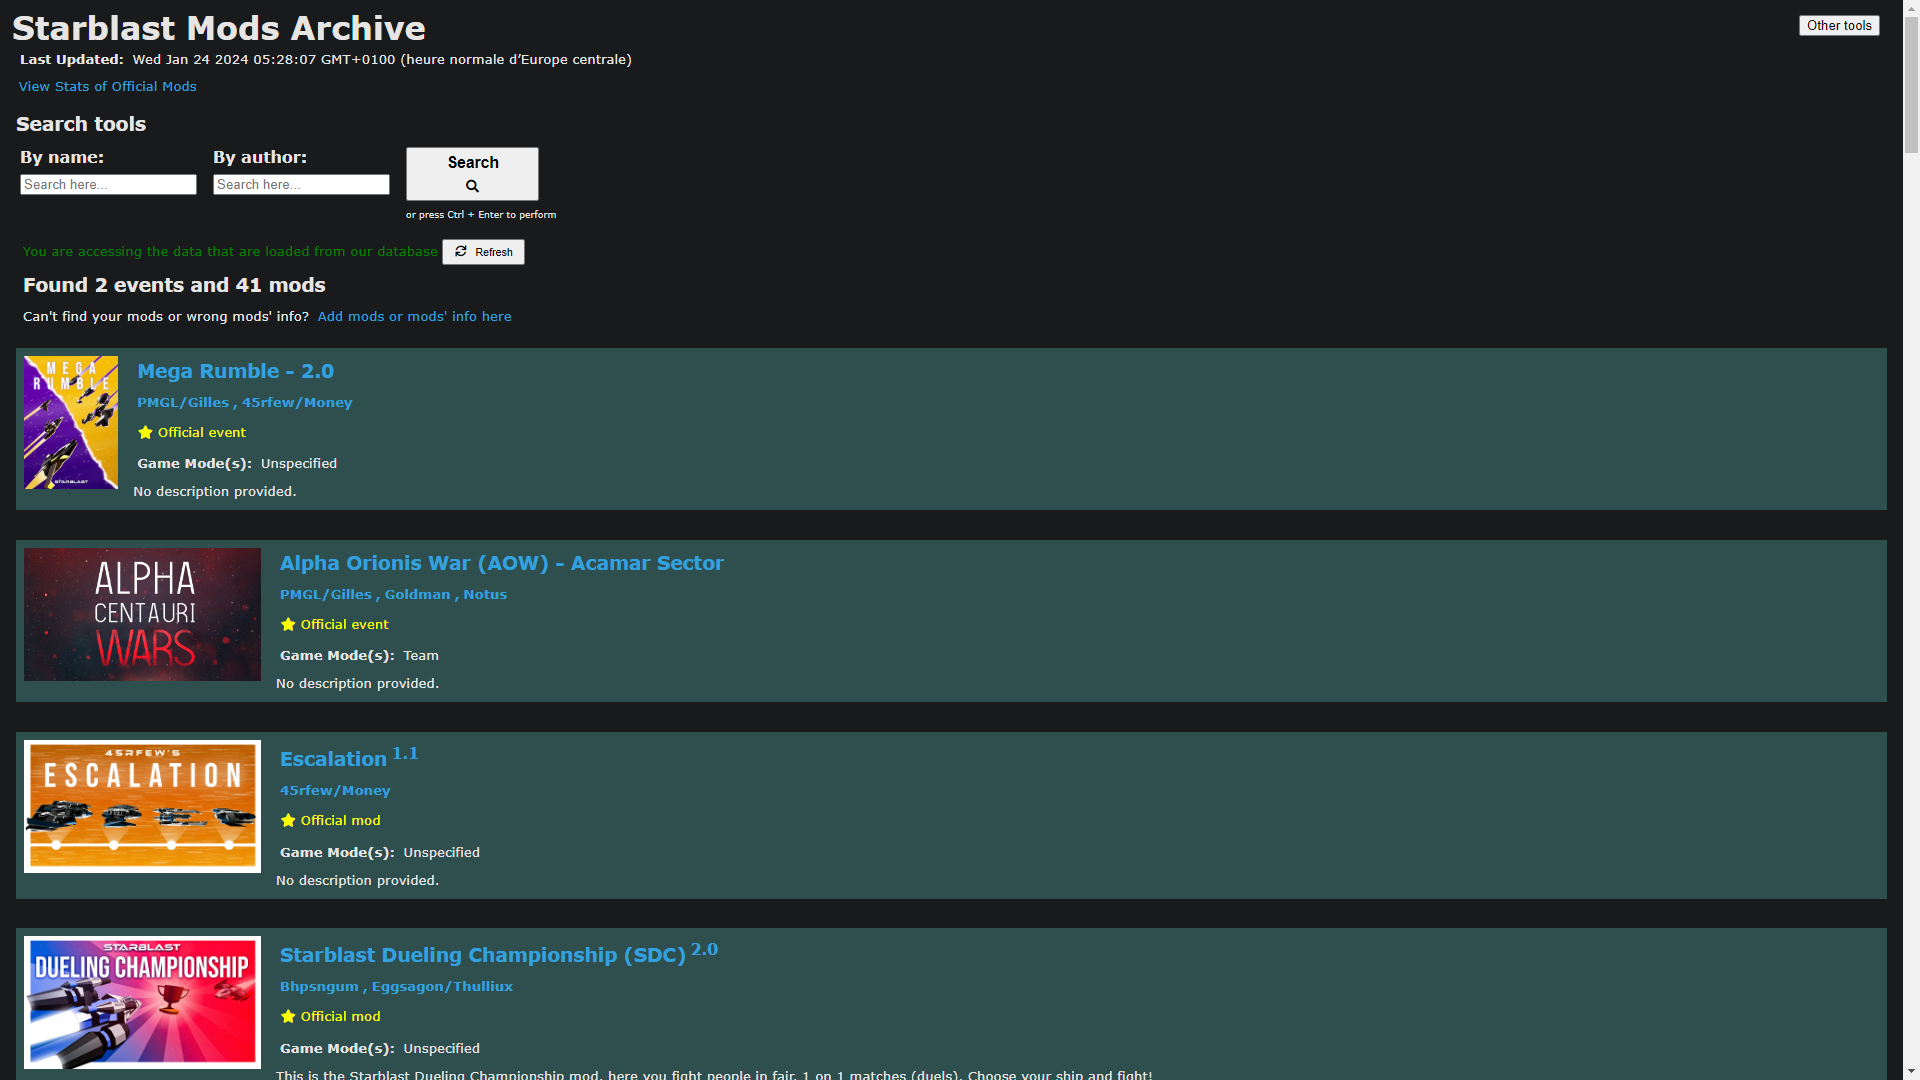 Starblast Mods Archive
Other tools
Last Updated: Wed Jan 24 2024 05:28:07 GMT+0100 (heure normale d’Europe centrale)
View Stats of Official Mods
Search tools
By name:
By author:
Search here...
Search here...
Search
or press Ctrl + Enter to perform
You are accessing the data that are loaded from our database
Refresh
Found 2 events and 41 mods
Can't find your mods or wrong mods' info? Add mods or mods' info here
MEGA
RUMBLE
STARBLAST
Mega Rumble - 2.0
PMGL/Gilles , 45rfew/Money
Official event
Game Mode(s): Unspecified
No description provided.
ALPHA
CENTAURI
WARS
Alpha Orionis War (AOW) - Acamar Sector
PMGL/Gilles , Goldman , Notus
Official event
Game Mode(s): Team
No description provided.
45RFEW'S
ESCALATION
Escalation 1.1
45rfew/Money
Official mod
Game Mode(s): Unspecified
No description provided.
STARBLAST
DUELING CHAMPIONSHIP
Starblast Dueling Championship (SDC) 2.0
Bhpsngum , Eggsagon/Thulliux
Official mod
Game Mode(s): Unspecified
This is the Starblast Dueling Championship mod, here you fight people in fair, 1 on 1 matches (duels). Choose your ship and fight!